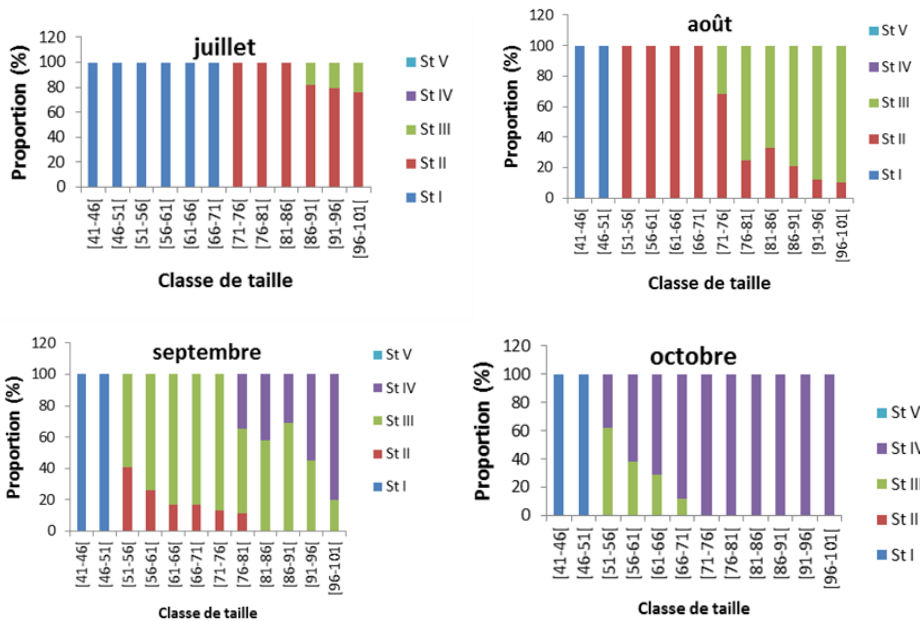 juillet
Proportion (%)
120
100
80
60
40
20
0
[41-46[
[46-51[
[51-56[
[56-61[
[61-66[
[66-71[
[71-76[
[76-81[
[81-86[
[86-91[
[91-96[
[96-101[
Classe de taille
St V
St IV
St III
St II
St I
août
Proportion (%)
120
100
80
60
40
20
0
[41-46[
[46-51[
[51-56[
[56-61[
[61-66[
[66-71[
[71-76[
[76-81[
[81-86[
[86-91[
[91-96[
[96-101[
Classe de taille
St V
St IV
St III
St II
St I
septembre
Proportion (%)
120
100
80
60
40
20
0
[41-46[
[46-51[
[51-56[
[56-61[
[61-66[
[66-71[
[71-76[
[76-81[
[81-86[
[86-91[
[91-96[
[96-101[
Classe de taille
St V
St IV
St III
St II
St I
octobre
Proportion (%)
120
100
80
60
40
20
0
[41-46[
[46-51[
[51-56[
[56-61[
[61-66[
[66-71[
[71-76[
[76-81[
[81-86[
[86-91[
[91-96[
[96-101[
Classe de taille
St V
St IV
St III
St II
St I